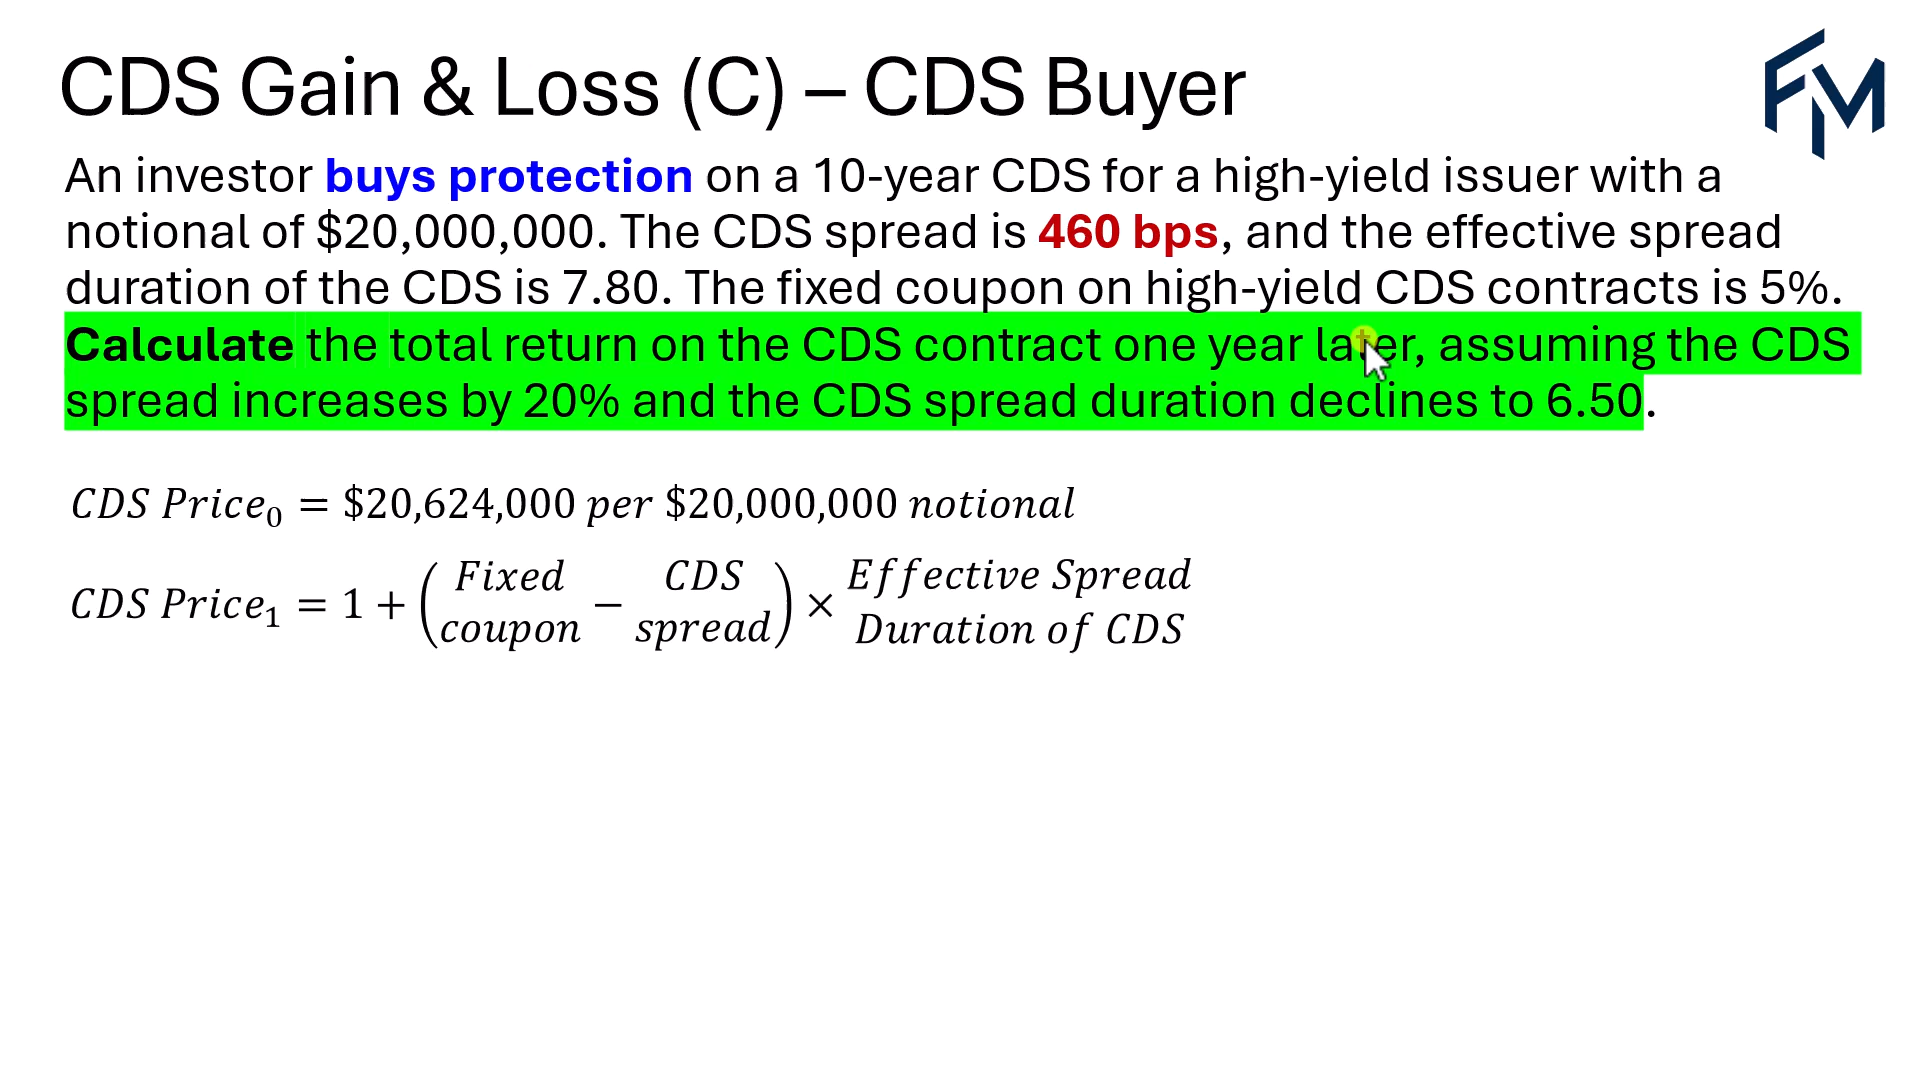 CDS Gain & Loss (C) – CDS Buyer
FM
An investor buys protection on a 10-year CDS for a high-yield issuer with a
notional of $20,000,000. The CDS spread is 460 bps, and the effective spread
duration of the CDS is 7.80. The fixed coupon on high-yield CDS contracts is 5%.
Calculate the total return on the CDS contract one year later, assuming the CDS
spread increases by 20% and the CDS spread duration declines to 6.50.
CDS Price₀ = $20,624,000 per $20,000,000 notional
CDS Price₁ = 1 + (Fixed coupon − CDS spread) × Effective Spread Duration of CDS